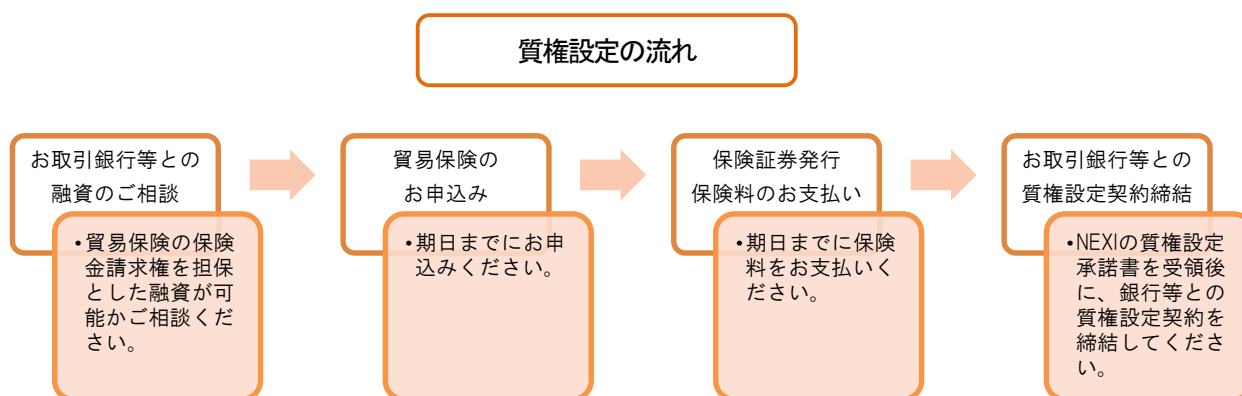 質権設定の流れ
お取引銀行等との
融資のご相談
•貿易保険の保険
金請求権を担保
とした融資が可
能かご相談くだ
さい。
貿易保険の
お申込み
•期日までにお申
込みください。
保険証券発行
保険料のお支払い
•期日までに保険
料をお支払いく
ださい。
お取引銀行等との
質権設定契約締結
•NEXIの質権設定
承諾書を受領後
に、銀行等との
質権設定契約を
締結してくださ
い。